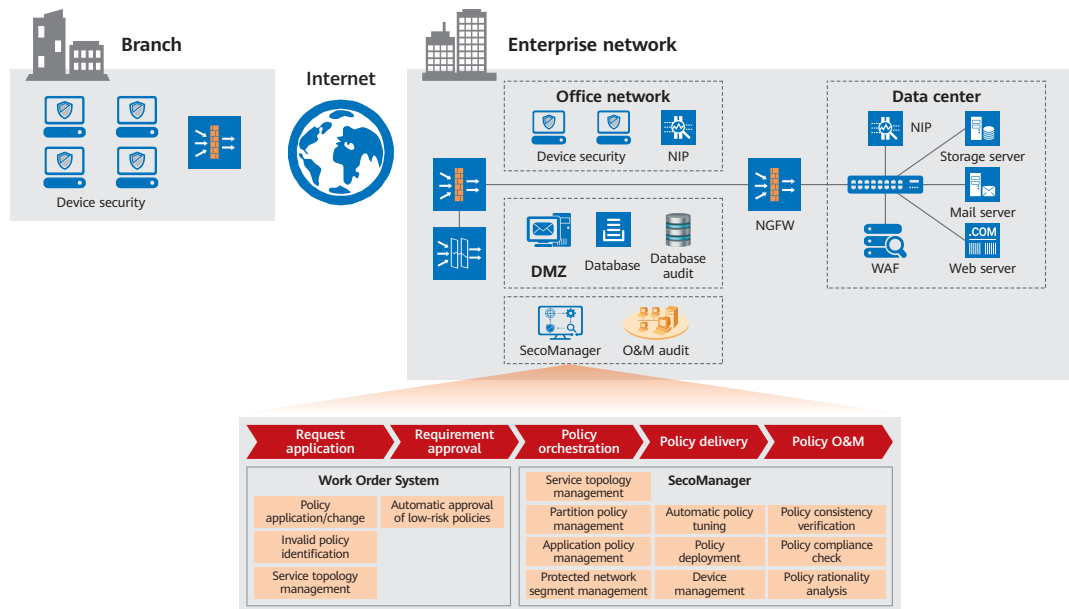 Branch
Device security
Internet
Enterprise network
Office network
Device security
NIP
DMZ
Database
Database
audit
SecoManager
O&M audit
NGFW
Data center
NIP
Storage server
Mail server
.COM
WAF
Web server
Request
application
Requirement
approval
Policy
orchestration
Policy delivery
Policy O&M
Work Order System
Policy
application/change
Automatic approval
of low-risk policies
Invalid policy
identification
Service topology
management
SecoManager
Service topology
management
Partition policy
management
Automatic policy
tuning
Policy consistency
verification
Application policy
management
Policy
deployment
Policy compliance
check
Protected network
segment management
Device
management
Policy rationality
analysis